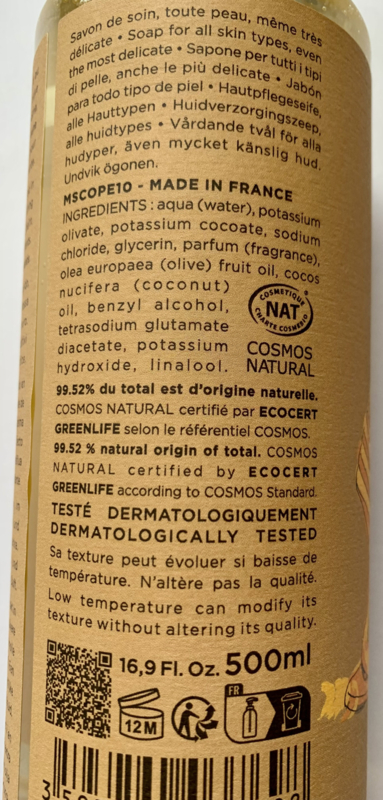 Savon de soin, toute peau, même très
délicate • Soap for all skin types, even
the most delicate • Sapone per tutti i tipi
di pelle, anche le più delicate • Jabón
para todo tipo de piel • Hautpflegeseife,
alle Hauttypen • Huidverzorgingszeep,
alle huidtypes • Vårdande tvål för alla
hudyper, även mycket känslig hud.
Undvik ögonen.
MSCOPE10 - MADE IN FRANCE
INGREDIENTS : aqua (water), potassium
olivate, potassium cocoate, sodium
chloride, glycerin, parfum (fragrance),
olea europaea (olive) fruit oil, cocos
nucifera (coconut)
oil, benzyl alcohol,
tetrasodium glutamate
diacetate, potassium
hydroxide, linalool.
COSMETIQUE
NAT
CHARTE COSMEBIO
COSMOS
NATURAL
99.52% du total est d'origine naturelle.
COSMOS NATURAL certifié par ECOCERT
GREENLIFE selon le référentiel COSMOS.
99.52 % natural origin of total. COSMOS
NATURAL certified by ECOCERT
GREENLIFE according to COSMOS Standard.
TESTÉ DERMATOLOGIQUEMENT
DERMATOLOGICALLY TESTED
Sa texture peut évoluer si baisse de
température. N'altère pas la qualité.
Low temperature can modify its
texture without altering its quality.
16,9 Fl. Oz. 500ml
12 M
FR